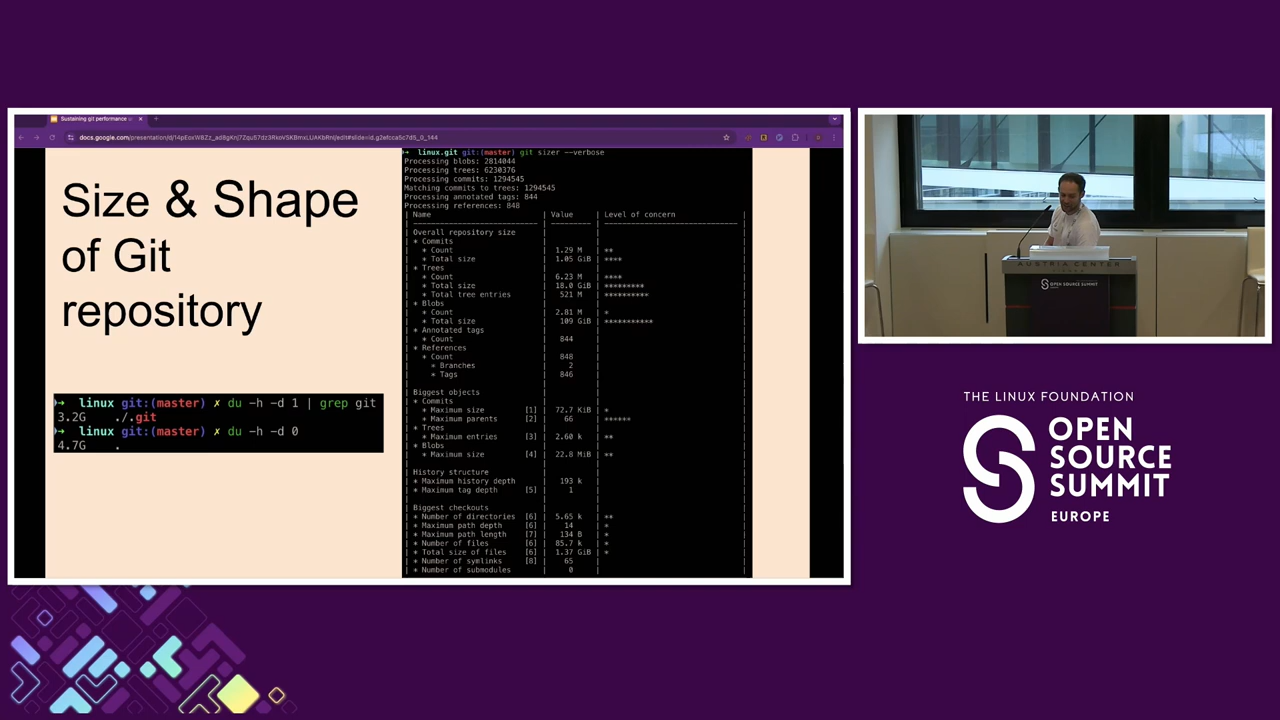 Sustaining git performance
docs.google.com/presentation/d/
Size & Shape
of Git
repository
➜ linux git:(master) ✗ du -h -d 1 | grep git
3.2G ./.git
➜ linux git:(master) ✗ du -h -d 0
4.7G .
➜ linux.git git:(master) git sizer --verbose
Processing blobs: 2814044
Processing trees: 6230376
Processing commits: 1294545
Matching commits to trees: 1294545
Processing annotated tags: 844
Processing references: 848
| Name | Value | Level of concern |
| Overall repository size | | |
| * Commits | | |
| * Count | 1.29 M | ** |
| * Total size | 1.05 GiB | **** |
| * Trees | | |
| * Count | 6.23 M | **** |
| * Total size | 18.0 GiB | ********* |
| * Total tree entries | 521 M | ********** |
| * Blobs | | |
| * Count | 2.81 M | * |
| * Total size | 109 GiB | *********** |
| * Annotated tags | | |
| * Count | 844 | |
| * References | | |
| * Count | 848 | |
| * Branches | 2 | |
| * Tags | 846 | |
| Biggest objects | | |
| * Commits | | |
| * Maximum size [1] | 72.7 KiB | * |
| * Maximum parents [2] | 66 | ****** |
| * Trees | | |
| * Maximum entries [3] | 2.60 k | ** |
| * Blobs | | |
| * Maximum size [4] | 22.8 MiB | ** |
| History structure | | |
| * Maximum history depth | 193 k | |
| * Maximum tag depth [5] | 1 | |
| Biggest checkouts | | |
| * Number of directories [6] | 5.65 k | ** |
| * Maximum path depth [6] | 14 | * |
| * Maximum path length [7] | 134 B | * |
| * Number of files [6] | 85.7 k | * |
| * Total size of files [6] | 1.37 GiB | * |
| * Number of symlinks [8] | 65 | |
| * Number of submodules | 0 | |
AUSTRIA CENTER
OPEN SOURCE SUMMIT
THE LINUX FOUNDATION
OPEN
SOURCE
SUMMIT
EUROPE